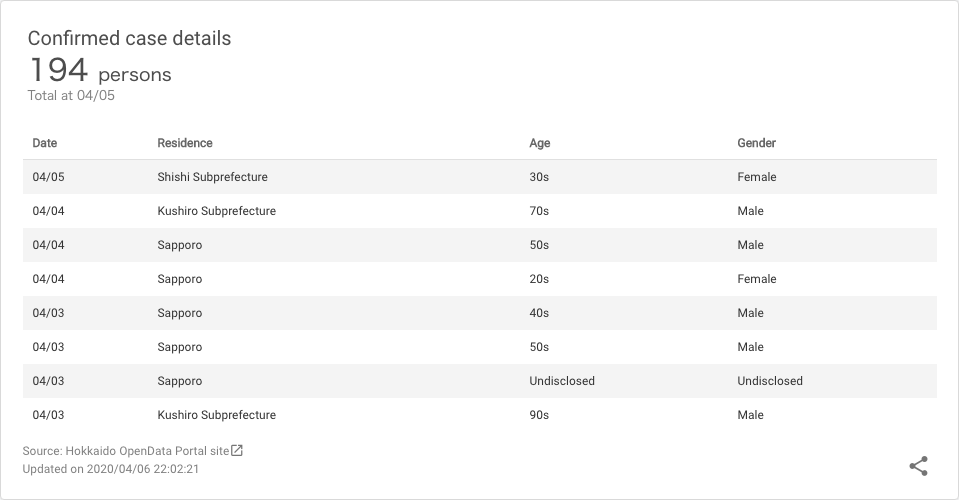 Confirmed case details
194 persons
Total at 04/05
Date Residence Age Gender
04/05 Shishi Subprefecture 30s Female
04/04 Kushiro Subprefecture 70s Male
04/04 Sapporo 50s Male
04/04 Sapporo 20s Female
04/03 Sapporo 40s Male
04/03 Sapporo 50s Male
04/03 Sapporo Undisclosed Undisclosed
04/03 Kushiro Subprefecture 90s Male
Source: Hokkaido OpenData Portal site
Updated on 2020/04/06 22:02:21